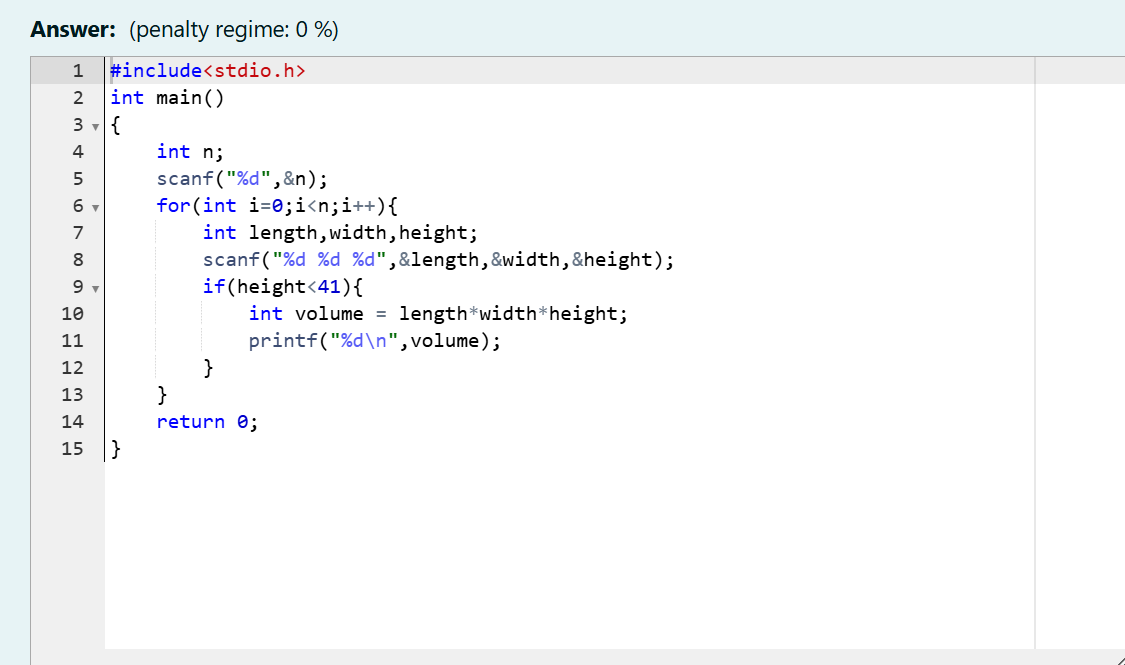 Answer: (penalty regime: 0 %)
1 #include<stdio.h>
2 int main()
3 {
4     int n;
5     scanf("%d",&n);
6     for(int i=0;i<n;i++){
7         int length,width,height;
8         scanf("%d %d %d",&length,&width,&height);
9         if(height<41){
10             int volume = length*width*height;
11             printf("%d\n",volume);
12         }
13     }
14     return 0;
15 }